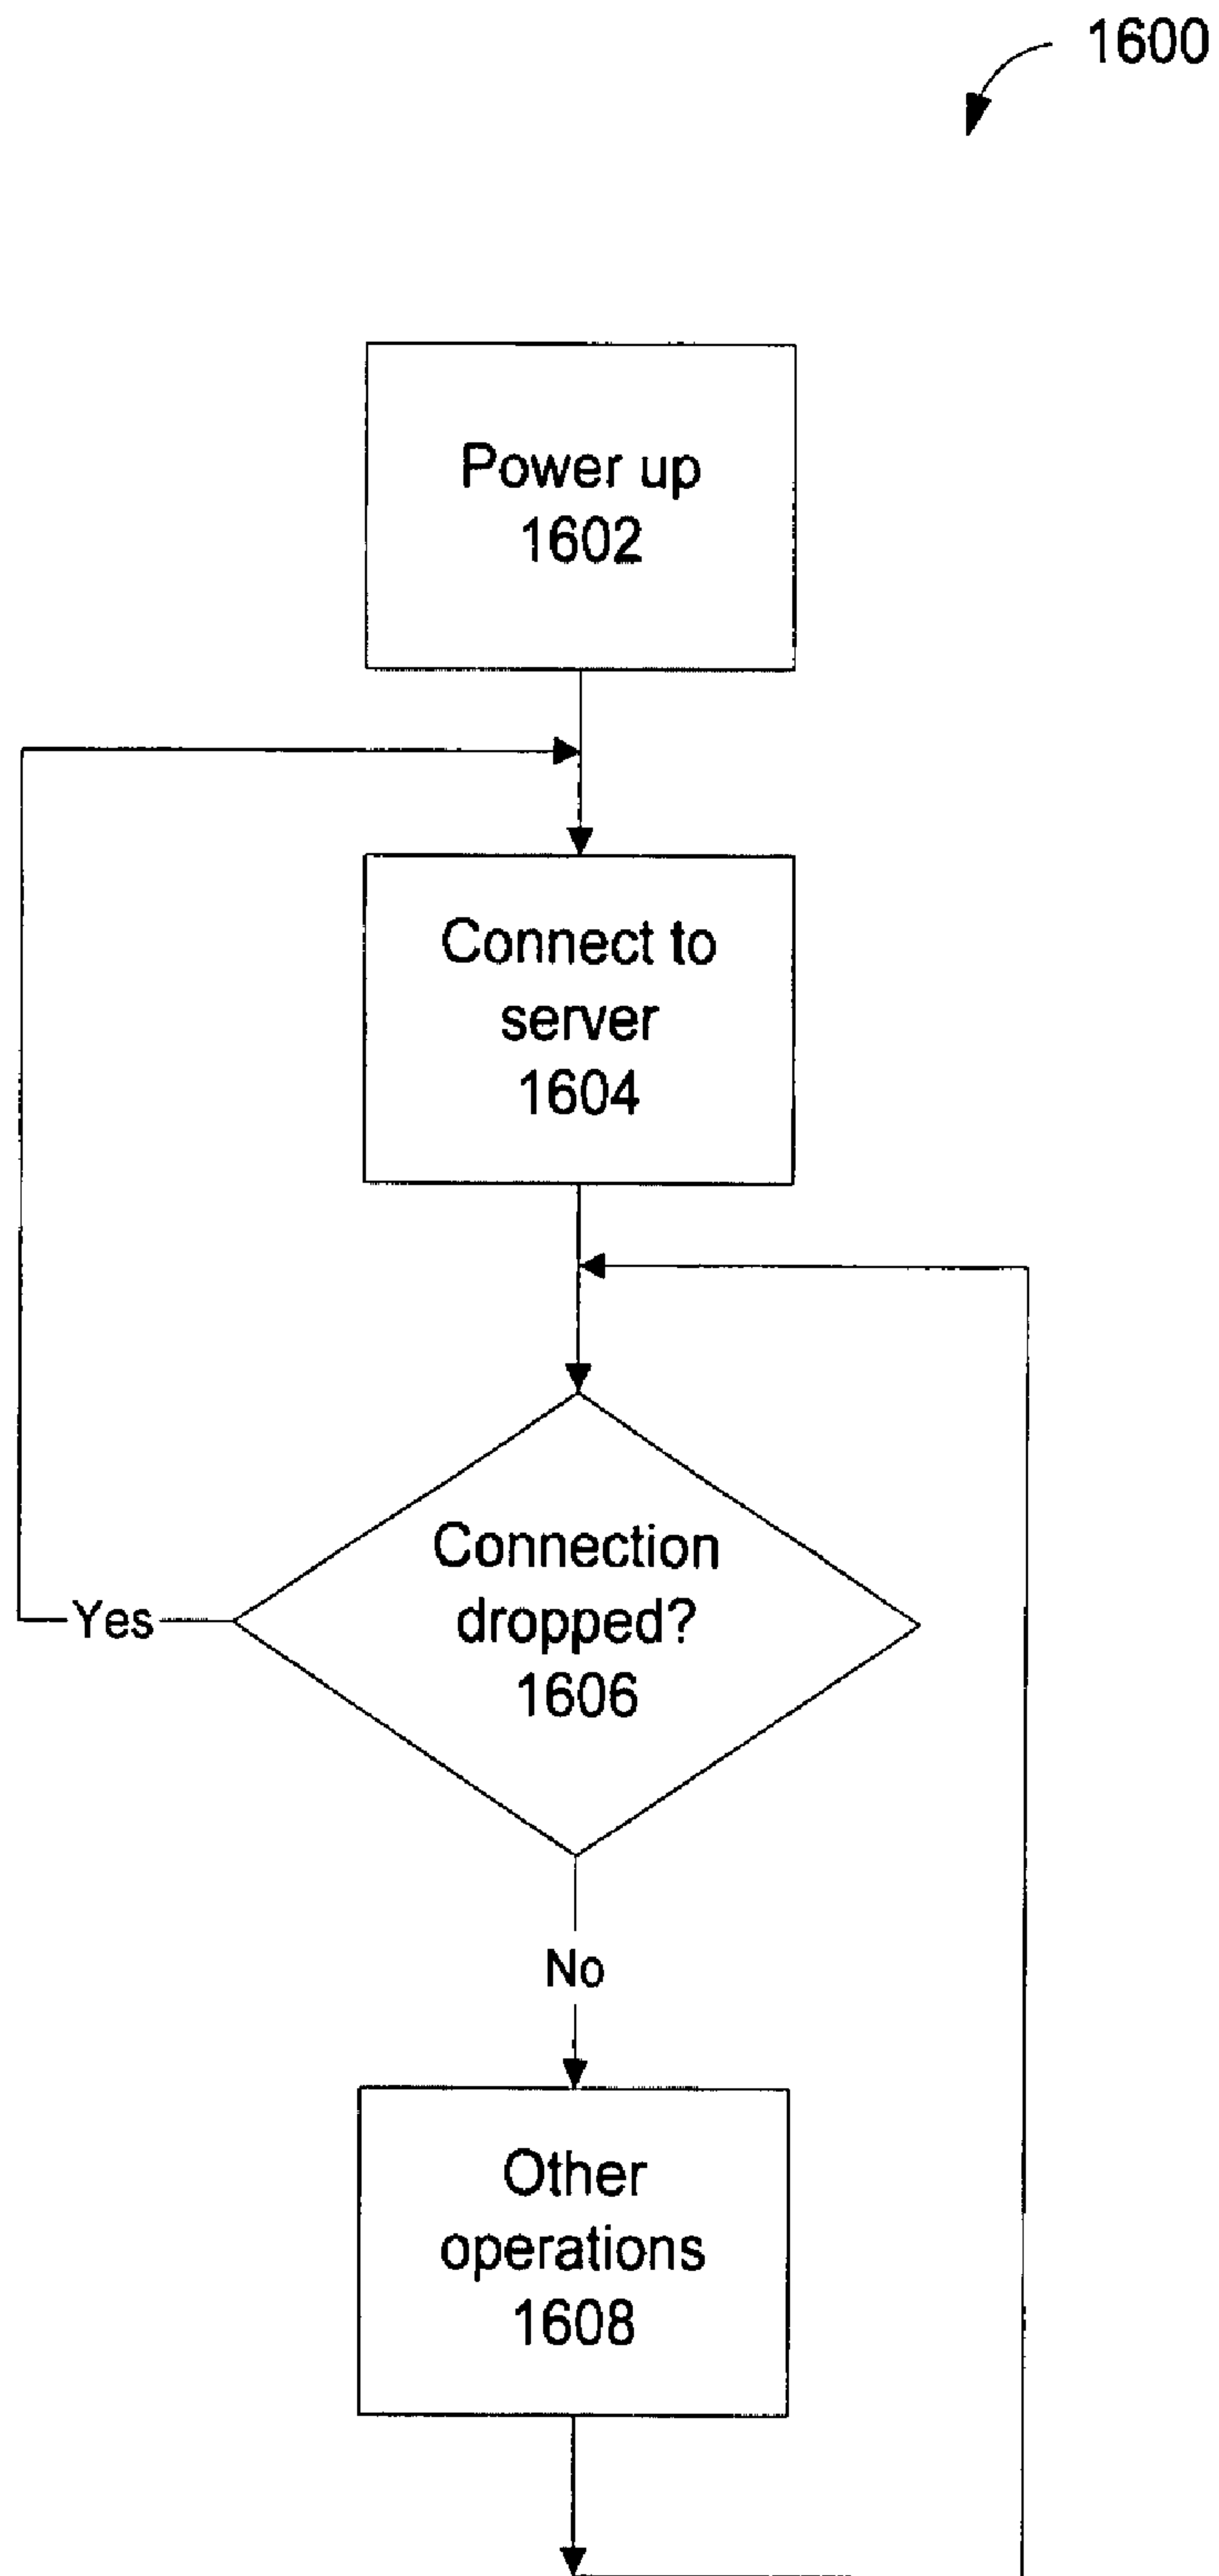 1600
Power up
1602
Connect to
server
1604
Connection
dropped?
1606
Yes
No
Other
operations
1608